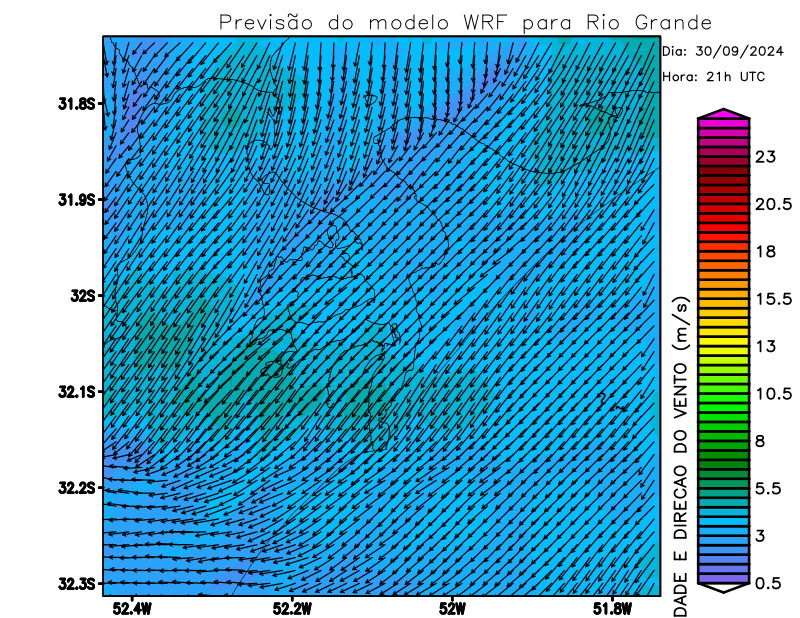 Previsão do modelo WRF para Rio Grande
Dia: 30/09/2024
Hora: 21h UTC
31.8S
31.9S
32S
32.1S
32.2S
32.3S
52.4W
52.2W
52W
51.8W
23
20.5
18
15.5
13
10.5
8
5.5
3
0.5
DADE E DIRECAO DO VENTO (m/s)